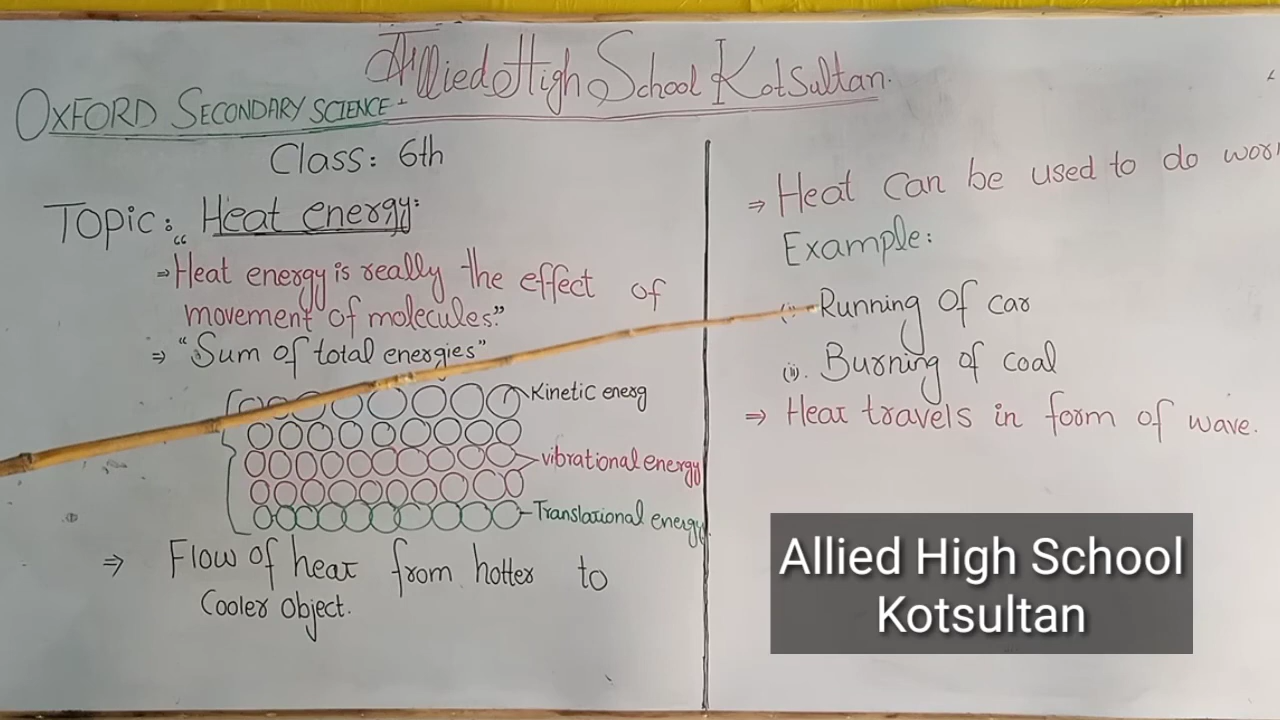 Allied High School Kotsultan.
OXFORD SECONDARY SCIENCE
Class: 6th
Topic: Heat energy:
⇒ Heat energy is really the effect of
movement of molecules."
⇒ "Sum of total energies"
Kinetic energ
vibrational energy
Translational energy
⇒ Flow of heat from hotter to
Cooler object.
⇒ Heat can be used to do wor
Example:
(i) Running of car
(ii). Burning of coal
⇒ Heat travels in form of wave.
Allied High School
Kotsultan